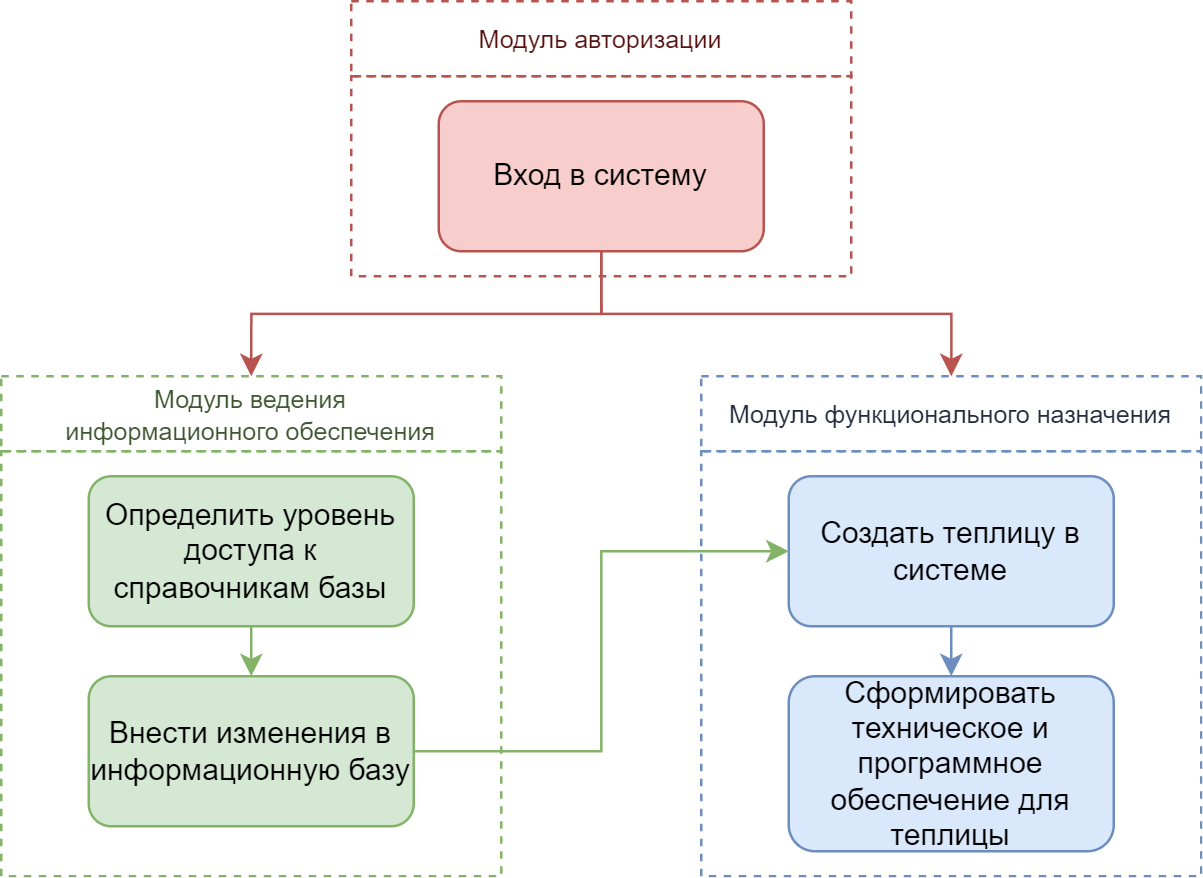 Модуль авторизации
Вход в систему
Модуль ведения
информационного обеспечения
Определить уровень
доступа к
справочникам базы
Внести изменения в
информационную базу
Модуль функционального назначения
Создать теплицу в
системе
Сформировать
техническое и
программное
обеспечение для
теплицы